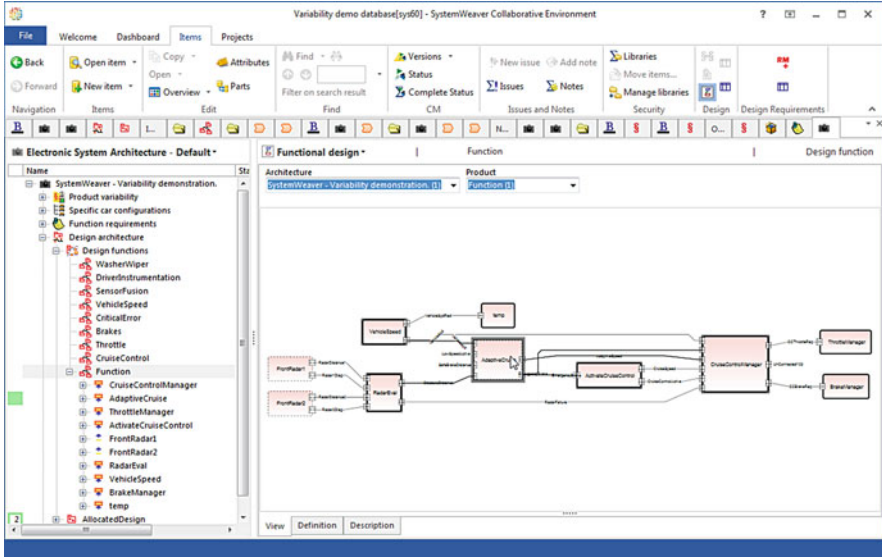 Variability demo database[sys60] - SystemWeaver Collaborative Environment
File Welcome Dashboard Items Projects
Back Open item Copy Attributes Find Versions New issue Add note Libraries
Open Status Move items...
Forward New item Overview Parts Filter on search result Complete Status Issues Notes Manage libraries
Navigation Items Edit Find CM Issues and Notes Security Design Design Requirements
Electronic System Architecture - Default Functional design Function Design function
Name Sta
Architecture Product
SystemWeaver - Variability demonstration. (1) Function (1)
SystemWeaver - Variability demonstration.
Product variability
Specific car configurations
Function requirements
Design architecture
Design functions
WasherWiper
DriverInstrumentation
SensorFusion
VehicleSpeed
CriticalError
Brakes
Throttle
CruiseControl
Function
CruiseControlManager
AdaptiveCruise
ThrottleManager
ActivateCruiseControl
FrontRadar1
FrontRadar2
RadarEval
VehicleSpeed
BrakeManager
temp
2 AllocatedDesign
temp
VehicleSpeed
ThrottleManager
AdaptiveCru
CruiseControlManager
FrontRadar1
ActivateCruiseControl
RadarEval
BrakeManager
FrontRadar2
View Definition Description